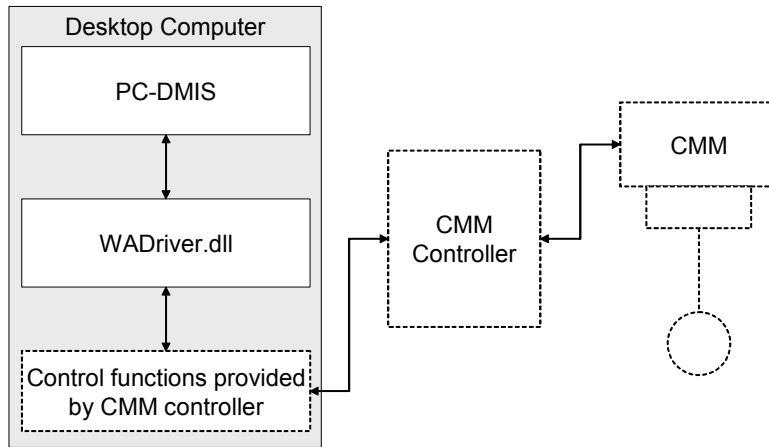 Desktop Computer
PC-DMIS
WADriver.dll
Control functions provided
by CMM controller
CMM
Controller
CMM